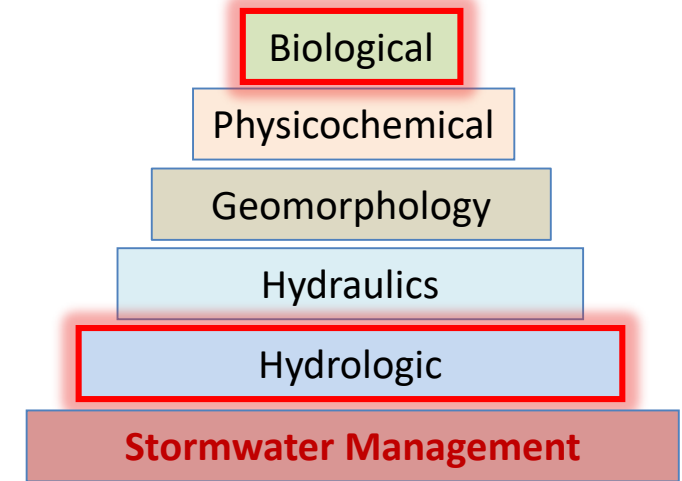 Biological
Physicochemical
Geomorphology
Hydraulics
Hydrologic
Stormwater Management